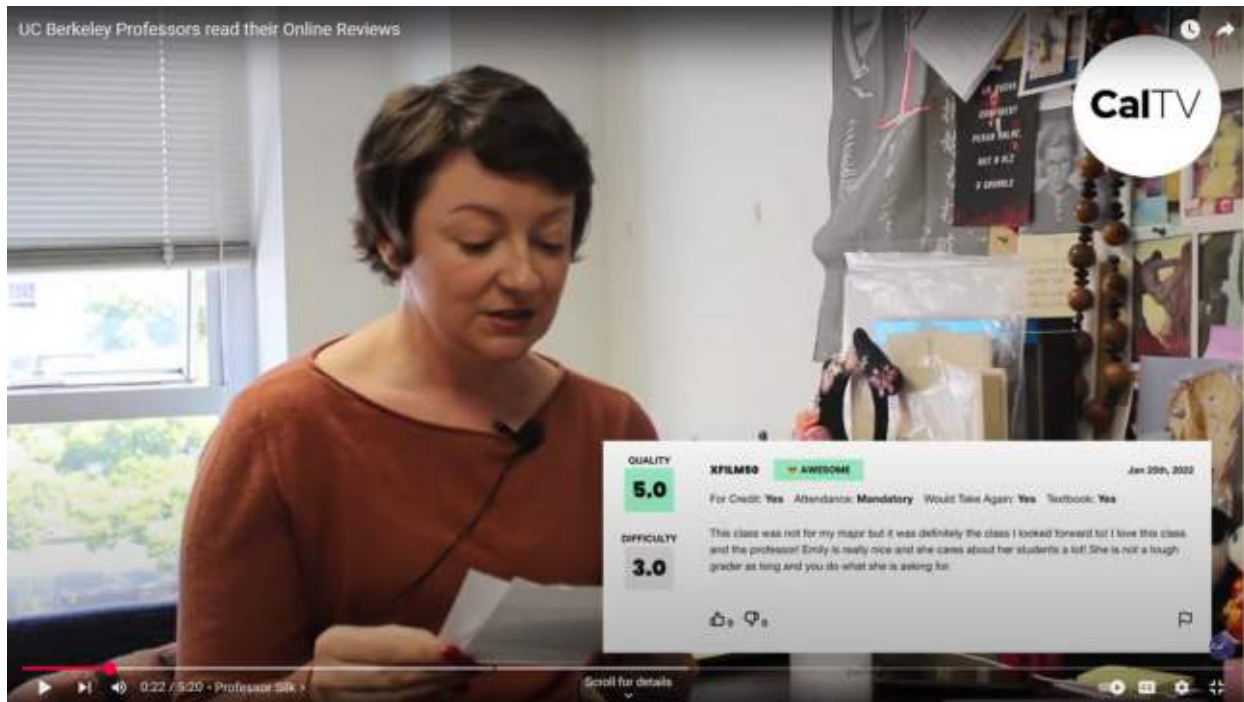 UC Berkeley Professors read their Online Reviews
CalTV
QUALITY
5.0
DIFFICULTY
3.0
XFILM50
AWESOME
Jan 25th, 2022
For Credit: Yes Attendance: Mandatory Would Take Again: Yes Textbook: Yes
This class was not for my major but it was definitely the class I looked forward to! I love this class
and the professor! Emily is really nice and she cares about her students a lot! She is not a tough
grader as long and you do what she is asking for.
0 0
0:22 / 5:20 • Professor Silk >
Scroll for details